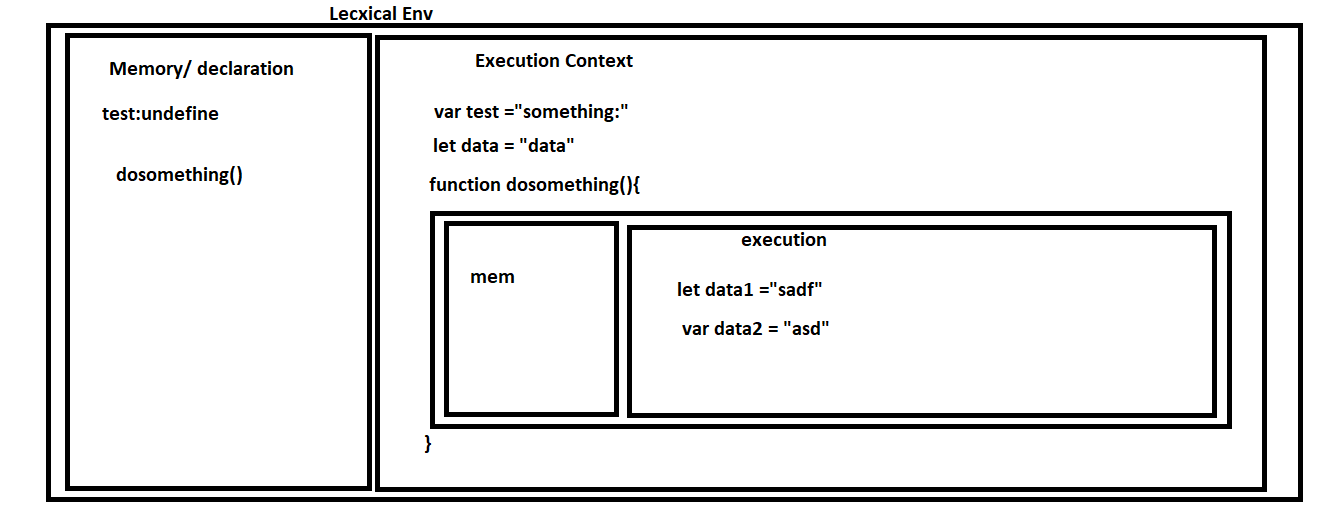 Lecxical Env
Memory/ declaration
test:undefine
dosomething()
Execution Context
var test ="something:"
let data = "data"
function dosomething(){
mem
execution
let data1 ="sadf"
var data2 = "asd"
}